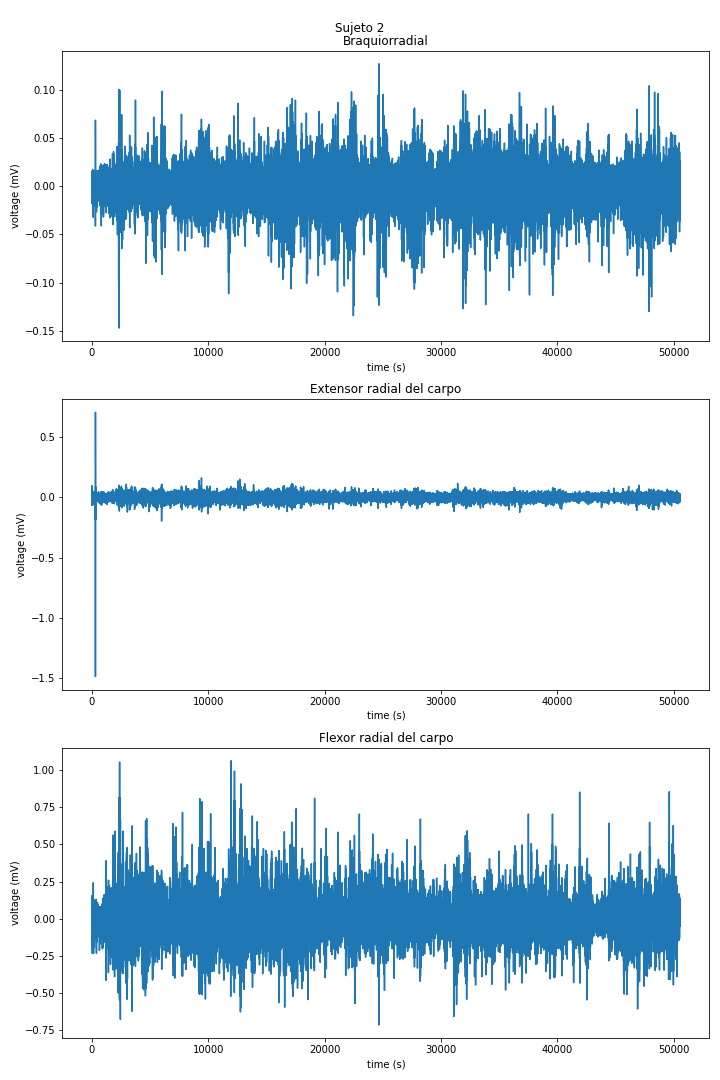 Sujeto 2
Braquiorradial
0.10
0.05
0.00
−0.05
−0.10
−0.15
voltage (mV)
0 10000 20000 30000 40000 50000
time (s)
Extensor radial del carpo
0.5
0.0
−0.5
−1.0
−1.5
voltage (mV)
0 10000 20000 30000 40000 50000
time (s)
Flexor radial del carpo
1.00
0.75
0.50
0.25
0.00
−0.25
−0.50
−0.75
voltage (mV)
0 10000 20000 30000 40000 50000
time (s)